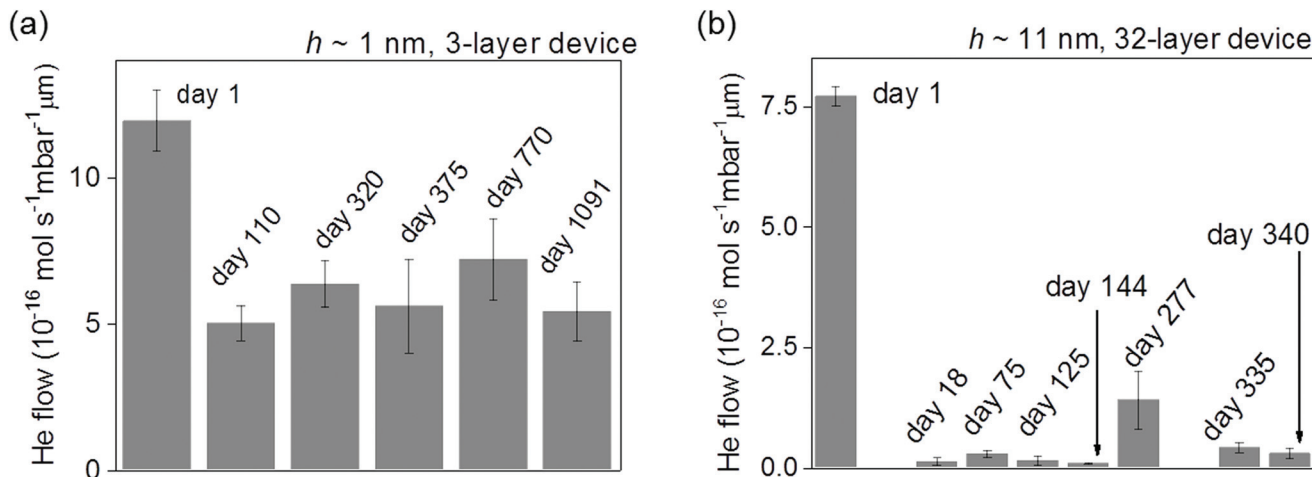 (a)
h ~ 1 nm, 3-layer device
He flow (10⁻¹⁶ mol s⁻¹mbar⁻¹μm)
10
5
0
day 1
day 110
day 320
day 375
day 770
day 1091
(b)
h ~ 11 nm, 32-layer device
He flow (10⁻¹⁶ mol s⁻¹mbar⁻¹μm)
7.5
5.0
2.5
0.0
day 1
day 18
day 75
day 125
day 144
day 277
day 335
day 340